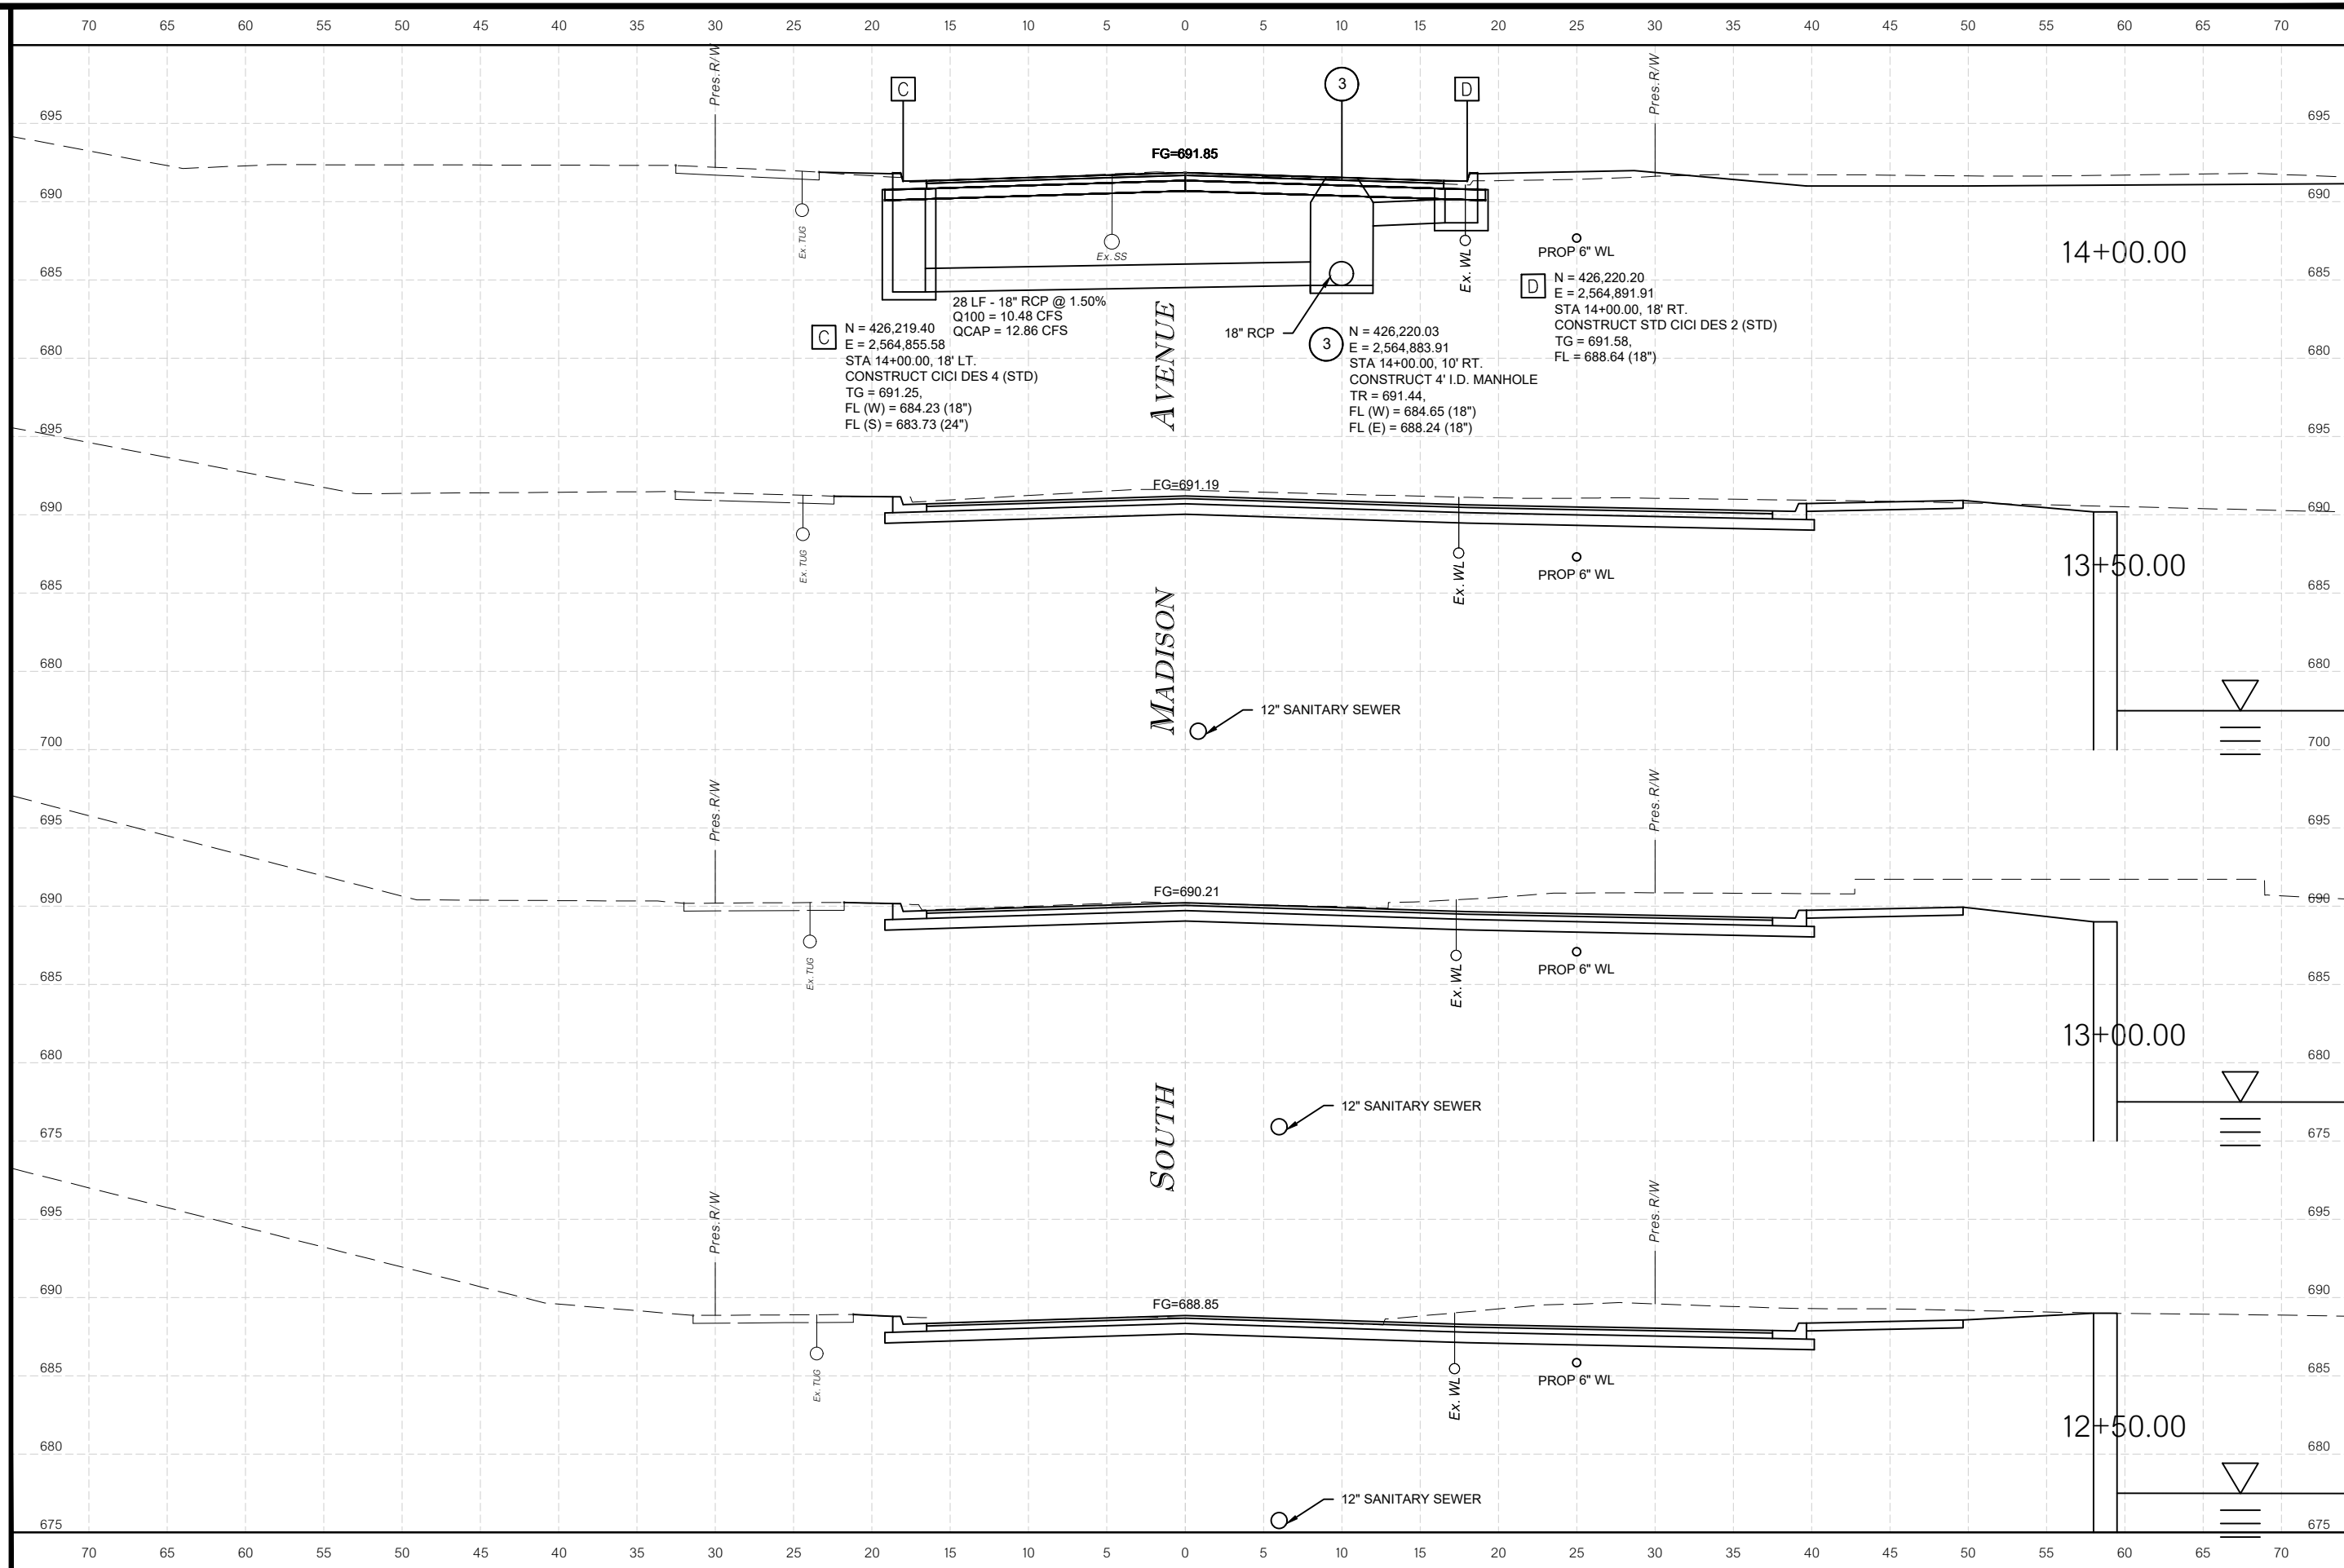 70 65 60 55 50 45 40 35 30 25 20 15 10 5 0 5 10 15 20 25 30 35 40 45 50 55 60 65 70
Pres.R/W
C
3
D
Pres.R/W
695 695
FG=691.85
690 690
Ex.TUG
Ex.SS
Ex. WL
PROP 6" WL
14+00.00
685 685
28 LF - 18" RCP @ 1.50%
Q100 = 10.48 CFS
QCAP = 12.86 CFS
C
N = 426,219.40
E = 2,564,855.58
STA 14+00.00, 18' LT.
CONSTRUCT CICI DES 4 (STD)
TG = 691.25,
FL (W) = 684.23 (18")
FL (S) = 683.73 (24")
18" RCP
3
N = 426,220.03
E = 2,564,883.91
STA 14+00.00, 10' RT.
CONSTRUCT 4' I.D. MANHOLE
TR = 691.44,
FL (W) = 684.65 (18")
FL (E) = 688.24 (18")
D
N = 426,220.20
E = 2,564,891.91
STA 14+00.00, 18' RT.
CONSTRUCT STD CICI DES 2 (STD)
TG = 691.58,
FL = 688.64 (18")
680 680
AVENUE
695 695
FG=691.19
690 690
Ex.TUG
Ex. WL
PROP 6" WL
13+50.00
685 685
MADISON
680 680
12" SANITARY SEWER
700 700
Pres.R/W
Pres.R/W
695 695
FG=690.21
690 690
Ex.TUG
Ex. WL
PROP 6" WL
685 685
13+00.00
680 680
SOUTH
12" SANITARY SEWER
675 675
Pres.R/W
Pres.R/W
695 695
690 690
FG=688.85
Ex.TUG
Ex. WL
PROP 6" WL
685 685
12+50.00
680 680
12" SANITARY SEWER
675 675
70 65 60 55 50 45 40 35 30 25 20 15 10 5 0 5 10 15 20 25 30 35 40 45 50 55 60 65 70